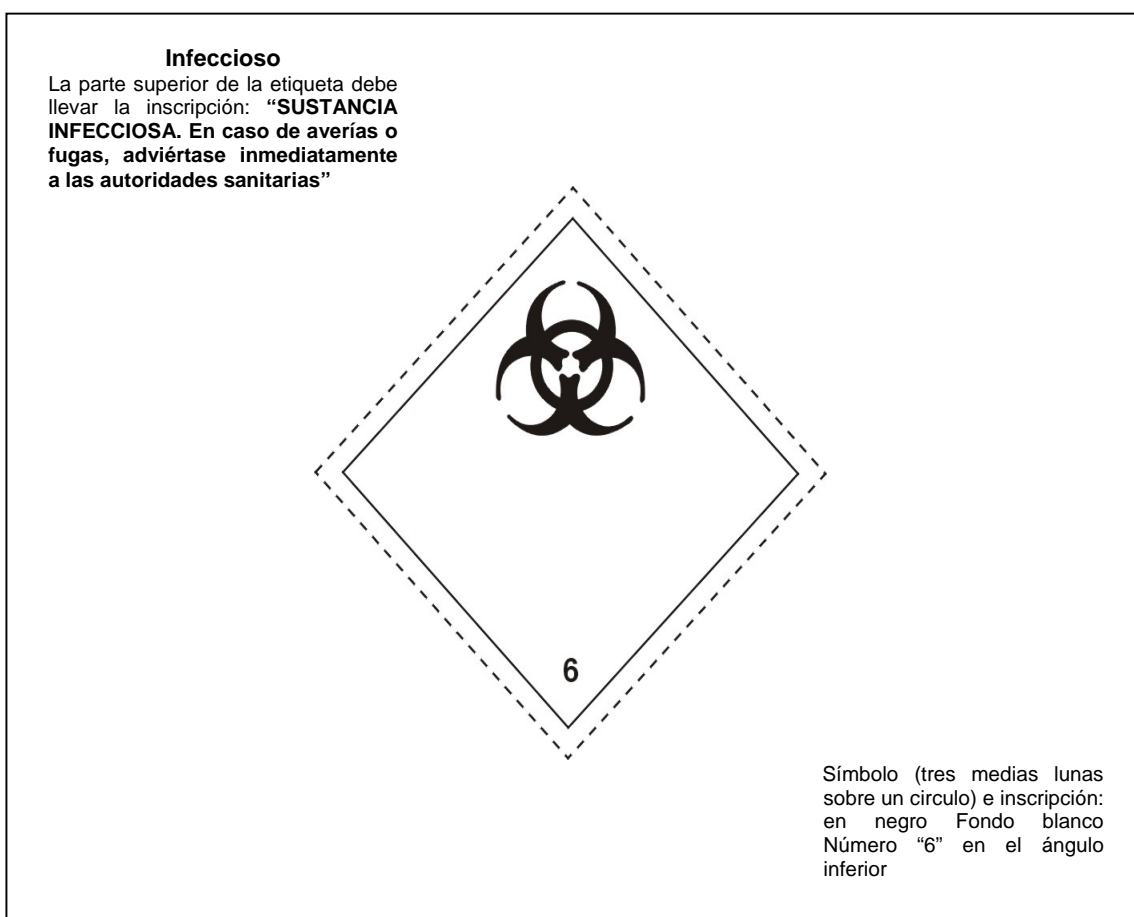 Infeccioso
La parte superior de la etiqueta debe
llevar la inscripción: “SUSTANCIA
INFECCIOSA. En caso de averías o
fugas, adviértase inmediatamente
a las autoridades sanitarias”
6
Símbolo (tres medias lunas
sobre un circulo) e inscripción:
en negro Fondo blanco
Número “6” en el ángulo
inferior